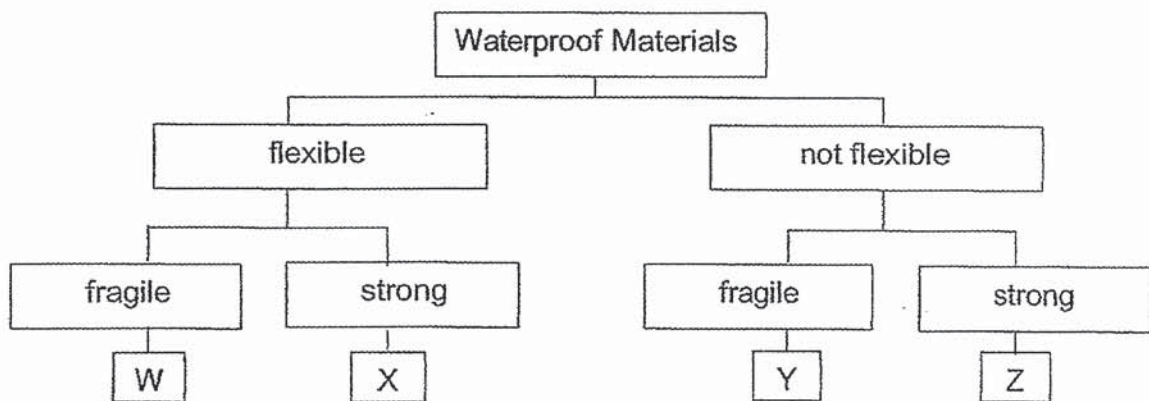 Waterproof Materials
flexible
not flexible
fragile
strong
fragile
strong
W
X
Y
Z